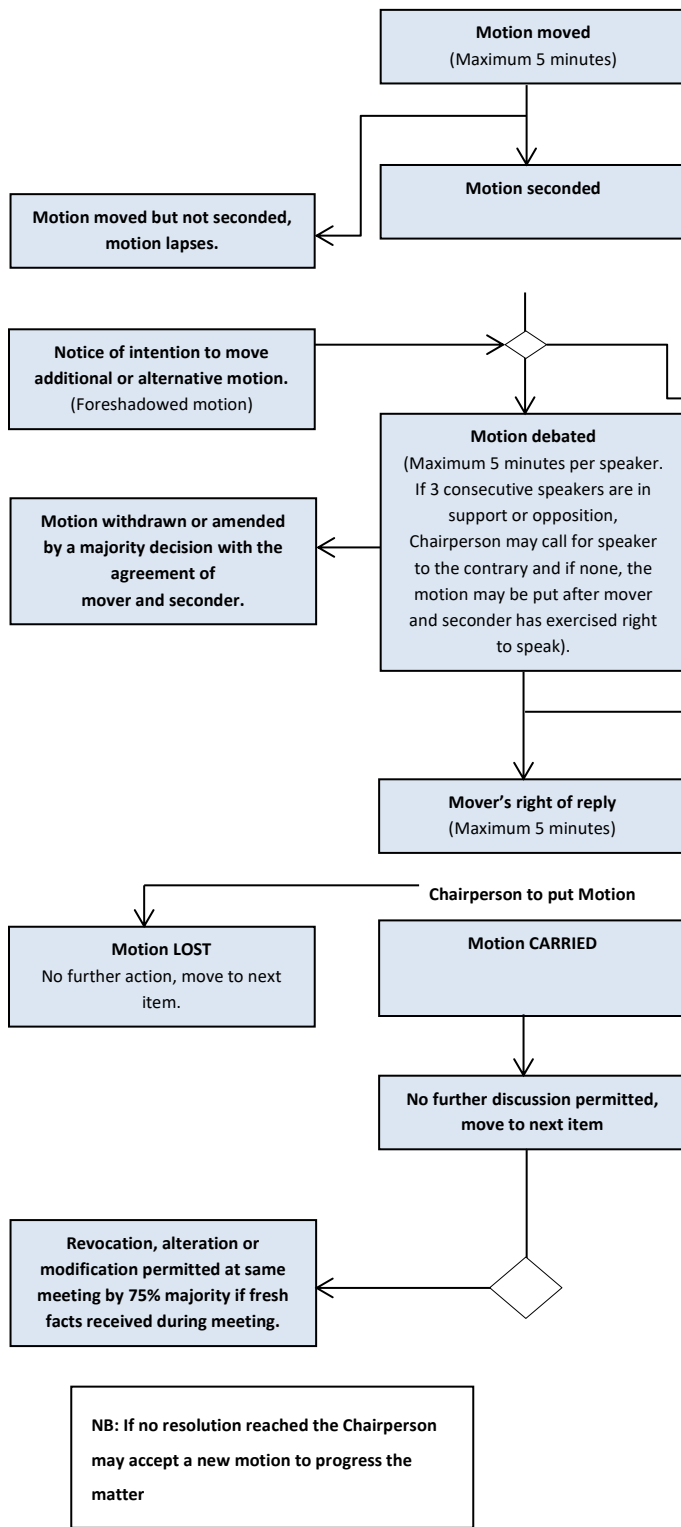 Motion moved
(Maximum 5 minutes)
Motion seconded
Motion moved but not seconded,
motion lapses.
Notice of intention to move
additional or alternative motion.
(Foreshadowed motion)
Motion debated
(Maximum 5 minutes per speaker.
If 3 consecutive speakers are in
support or opposition,
Chairperson may call for speaker
to the contrary and if none, the
motion may be put after mover
and seconder has exercised right
to speak).
Motion withdrawn or amended
by a majority decision with the
agreement of
mover and seconder.
Mover’s right of reply
(Maximum 5 minutes)
Chairperson to put Motion
Motion LOST
No further action, move to next
item.
Motion CARRIED
No further discussion permitted,
move to next item
Revocation, alteration or
modification permitted at same
meeting by 75% majority if fresh
facts received during meeting.
NB: If no resolution reached the Chairperson
may accept a new motion to progress the
matter